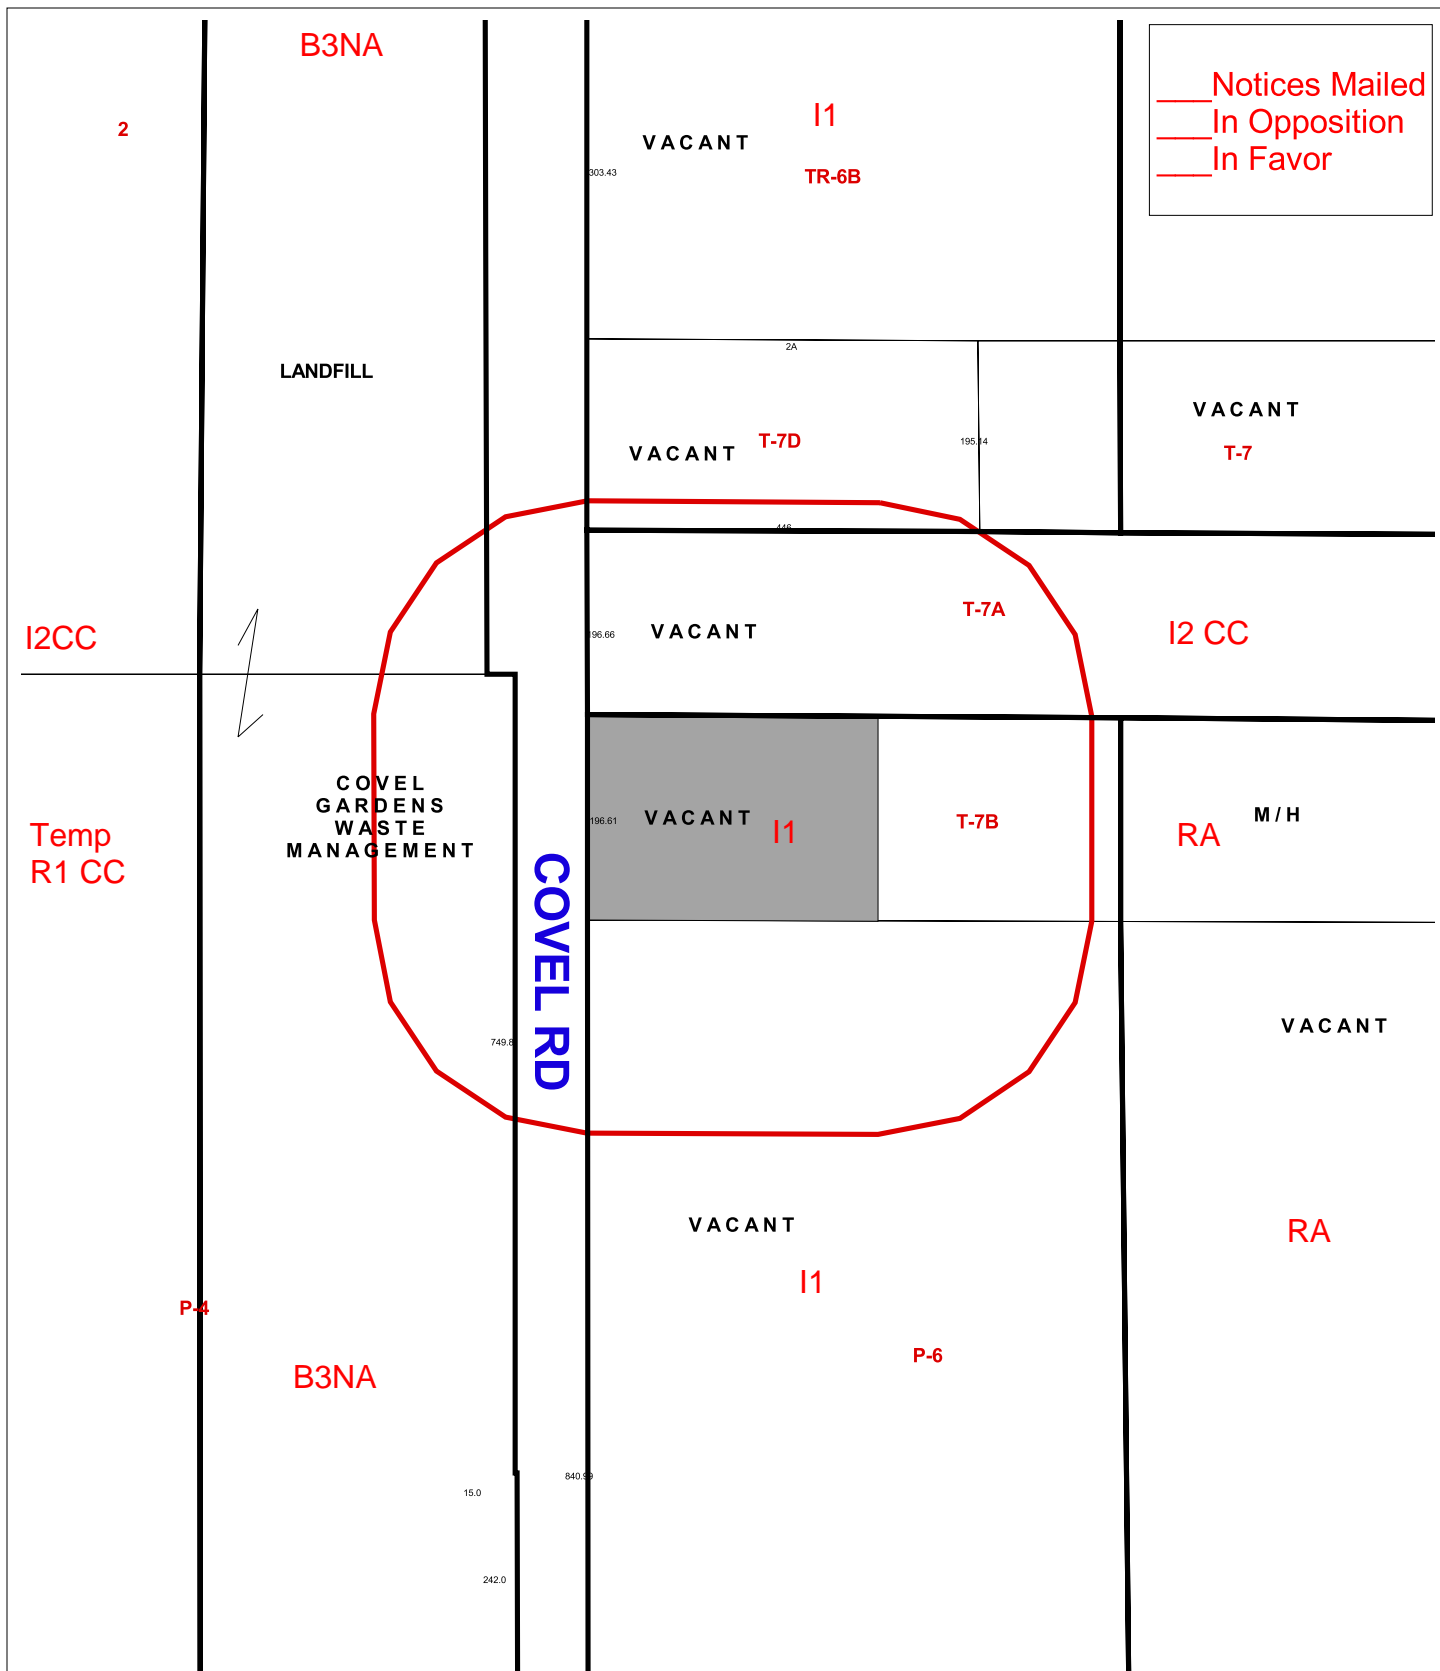 B3NA
2
I1
VACANT
TR-6B
303.43
___Notices Mailed
___In Opposition
___In Favor
LANDFILL
2A
VACANT
T-7D
195.14
VACANT
T-7
446
I2CC
196.66
VACANT
T-7A
I2 CC
COVEL
GARDENS
WASTE
MANAGEMENT
Temp
R1 CC
196.61
VACANT
I1
T-7B
RA
M/H
COVEL RD
749.8
VACANT
VACANT
I1
RA
P-4
P-6
B3NA
840.99
15.0
242.0